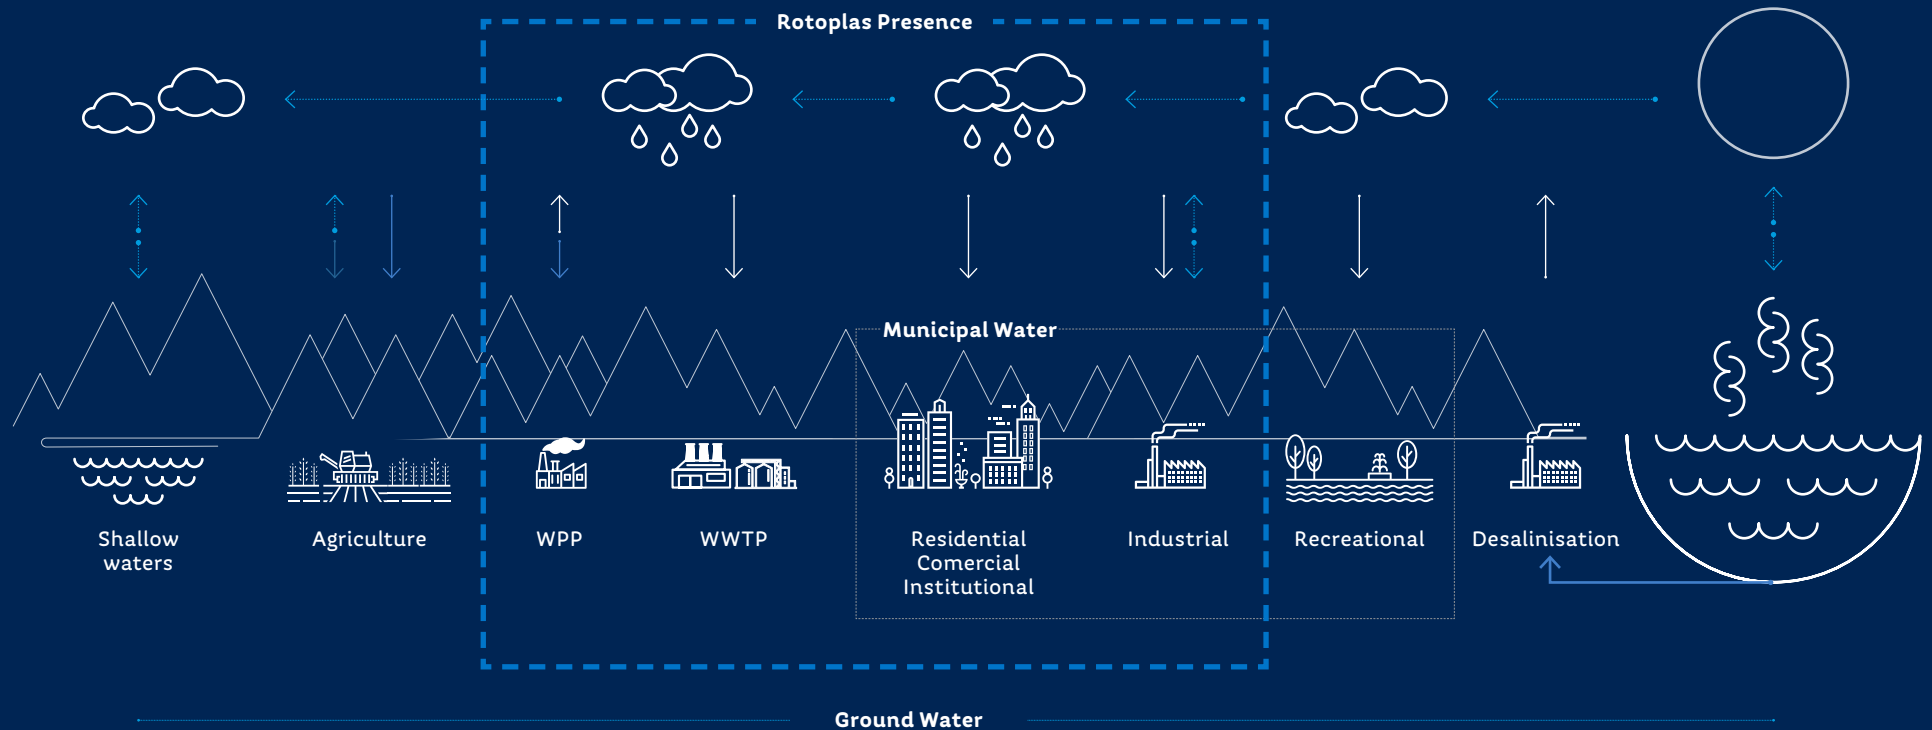 Rotoplas Presence
Municipal Water
Shallow
waters
Agriculture
WPP
WWTP
Residential
Comercial
Institutional
Industrial
Recreational
Desalinisation
Ground Water